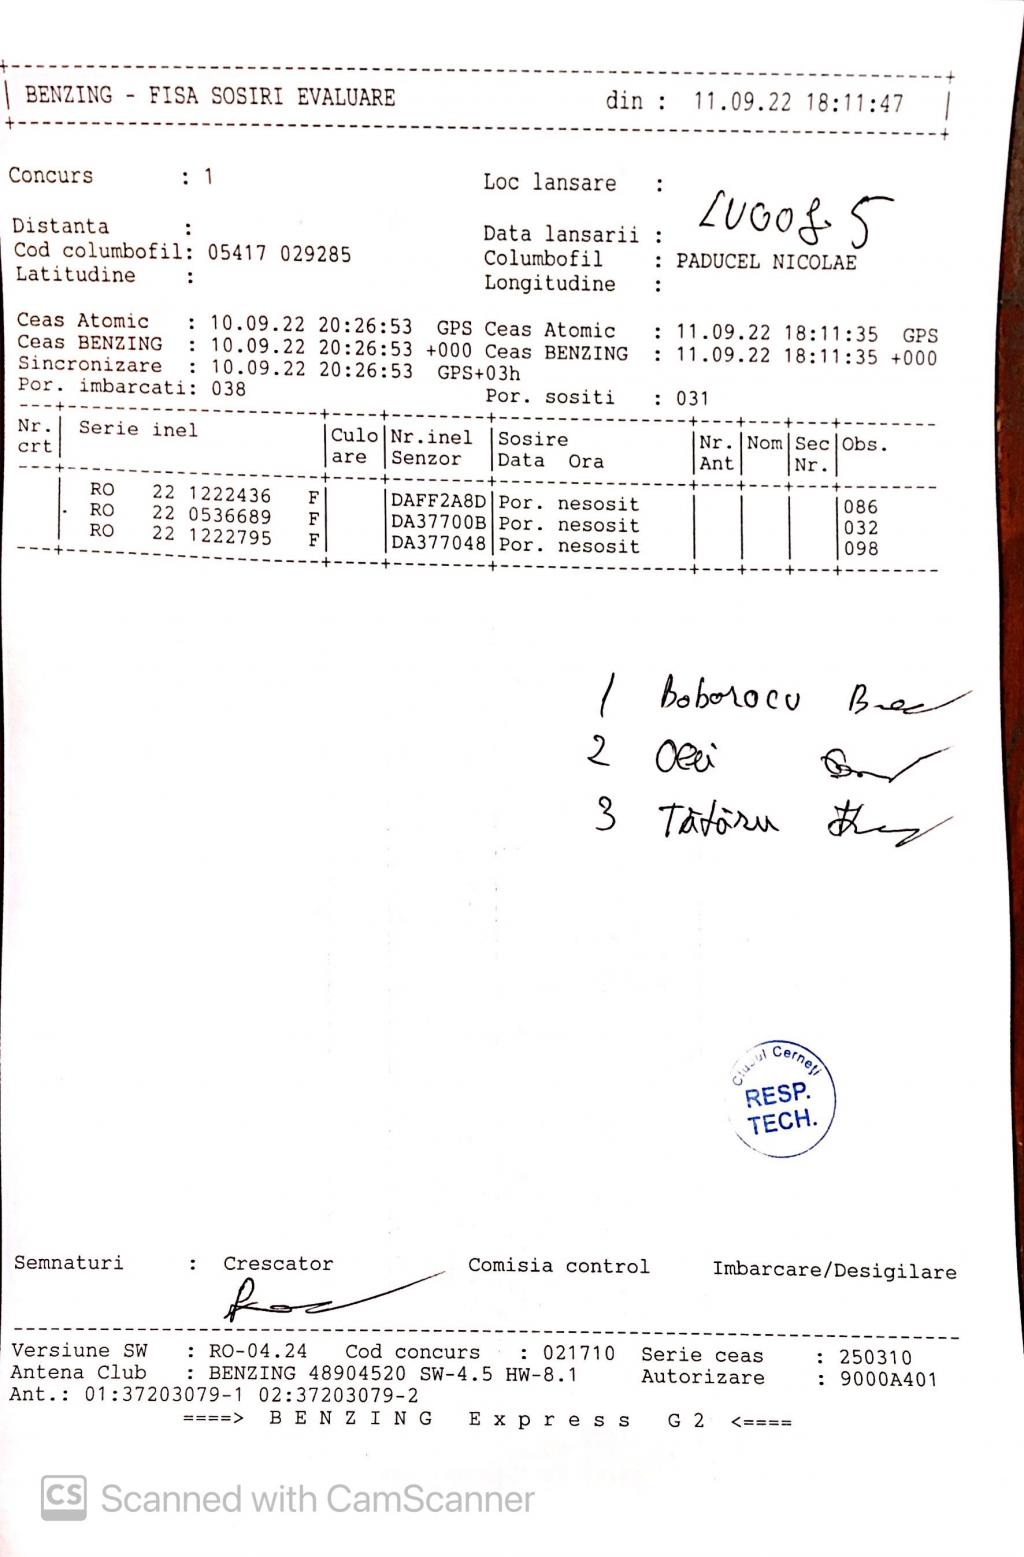 BENZING - FISA SOSIRI EVALUARE din : 11.09.22 18:11:47
Concurs : 1 Loc lansare :
LUGOJ 5
Distanta : Data lansarii :
Cod columbofil: 05417 029285 Columbofil : PADUCEL NICOLAE
Latitudine : Longitudine :
Ceas Atomic : 10.09.22 20:26:53 GPS Ceas Atomic : 11.09.22 18:11:35 GPS
Ceas BENZING : 10.09.22 20:26:53 +000 Ceas BENZING : 11.09.22 18:11:35 +000
Sincronizare : 10.09.22 20:26:53 GPS+03h
Por. imbarcati: 038 Por. sositi : 031
Nr. Serie inel Culo Nr.inel Sosire Nr. Nom Sec Obs.
crt are Senzor Data Ora Ant Nr.
RO 22 1222436 F DAFF2A8D Por. nesosit 086
RO 22 0536689 F DA37700B Por. nesosit 032
RO 22 1222795 F DA377048 Por. nesosit 098
1 Boborocu
2
3 Tătăru
Clubul Cerneți
RESP.
TECH.
Semnaturi : Crescator Comisia control Imbarcare/Desigilare
Versiune SW : RO-04.24 Cod concurs : 021710 Serie ceas : 250310
Antena Club : BENZING 48904520 SW-4.5 HW-8.1 Autorizare : 9000A401
Ant.: 01:37203079-1 02:37203079-2
====> B E N Z I N G E x p r e s s G 2 <====
CS Scanned with CamScanner